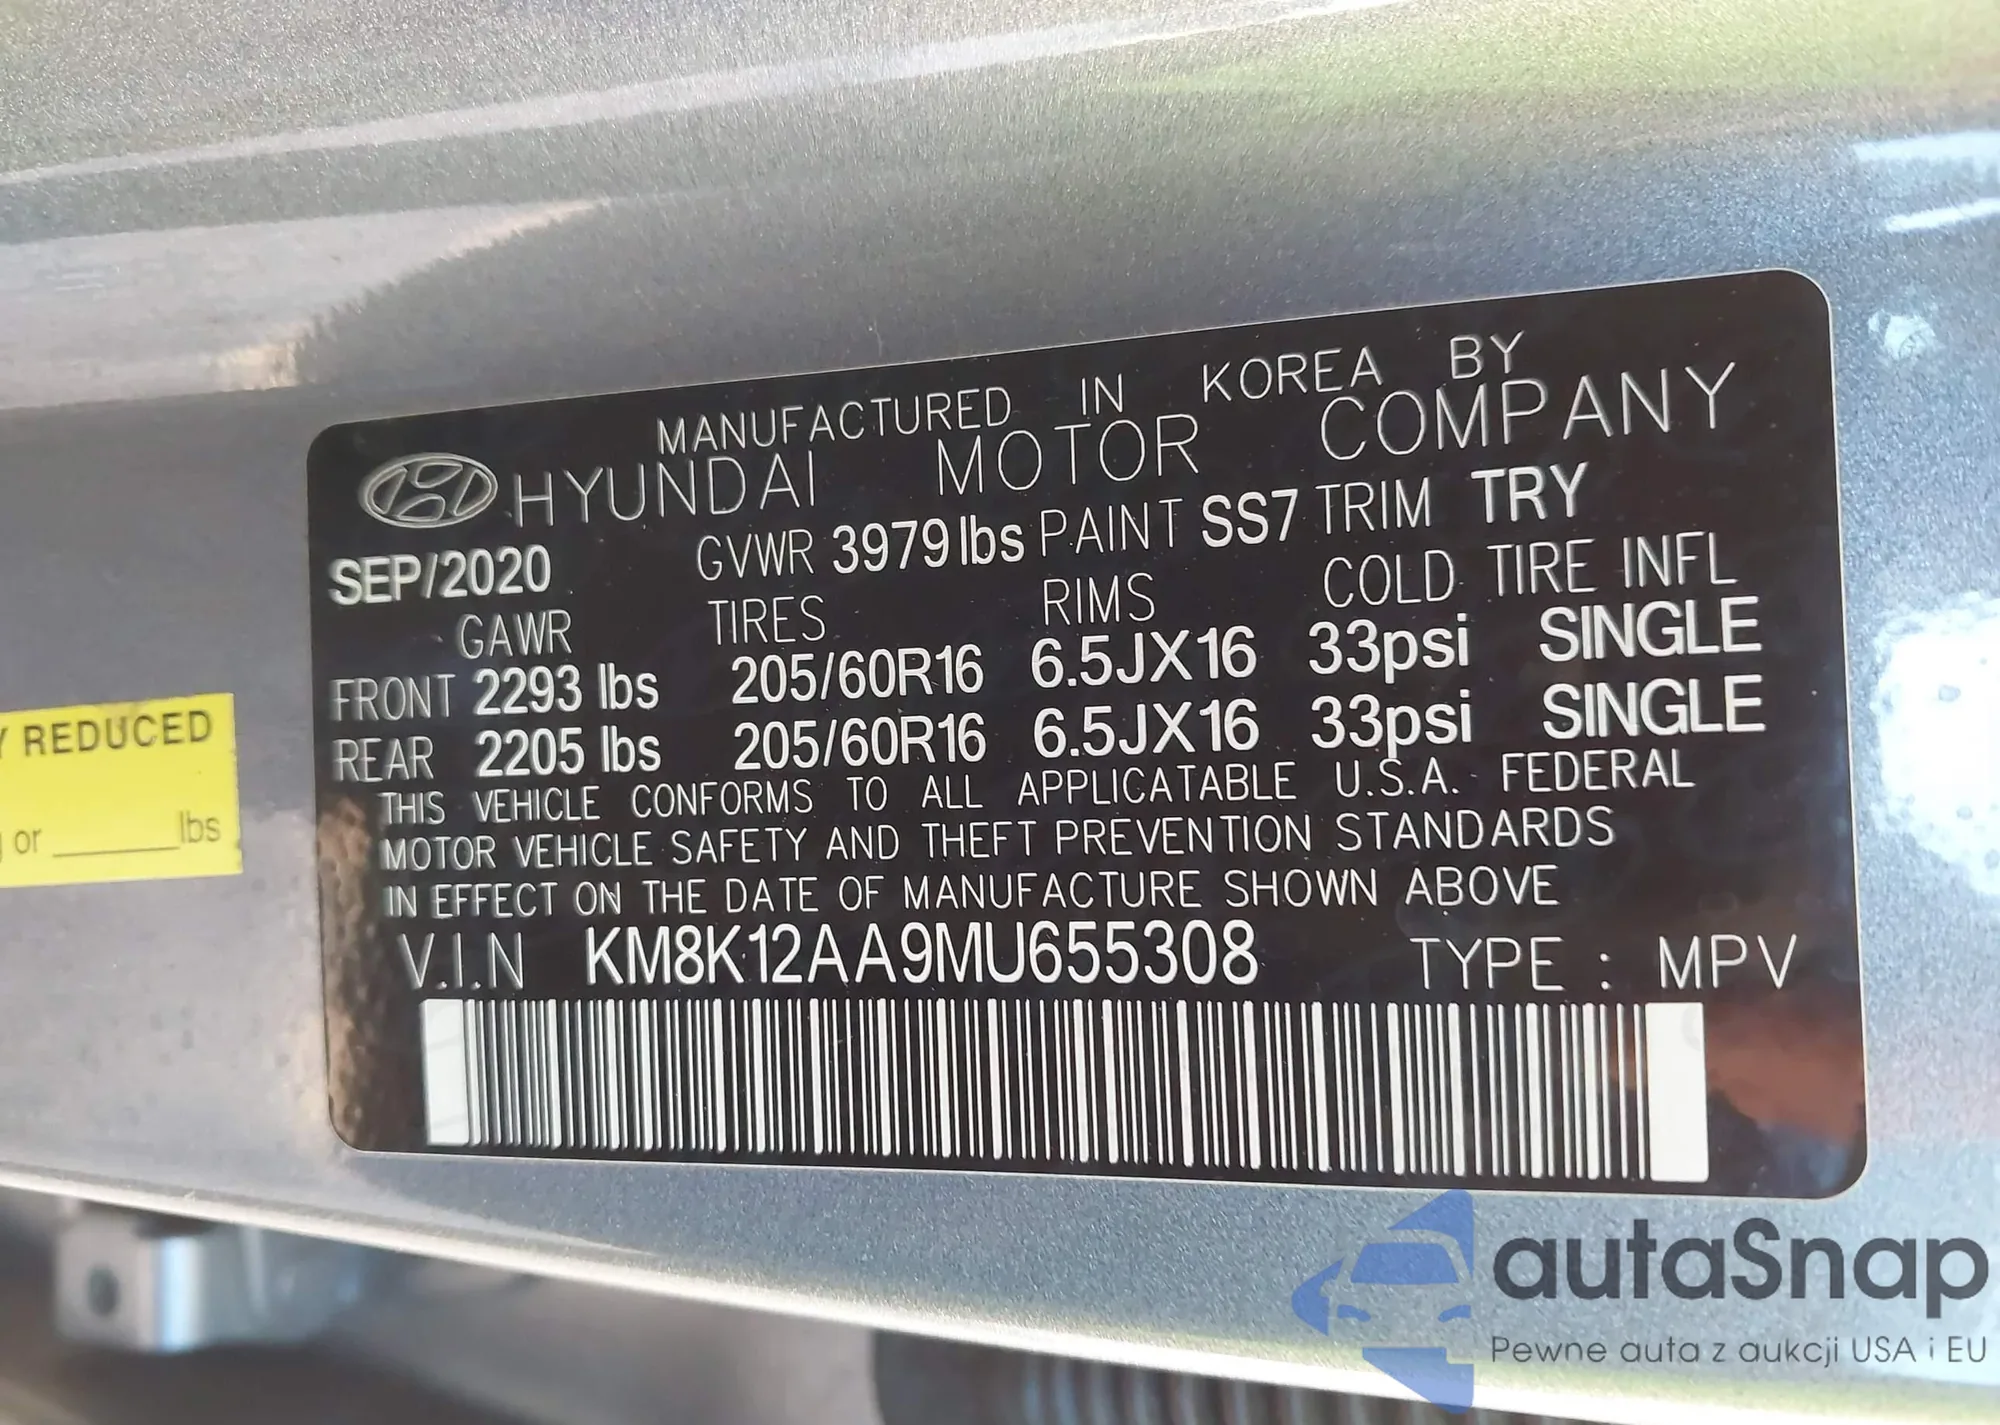 MANUFACTURED IN KOREA BY
HYUNDAI MOTOR COMPANY
SEP/2020 GVWR 3979 lbs PAINT SS7 TRIM TRY
GAWR TIRES RIMS COLD TIRE INFL
FRONT 2293 lbs 205/60R16 6.5JX16 33psi SINGLE
REAR 2205 lbs 205/60R16 6.5JX16 33psi SINGLE
THIS VEHICLE CONFORMS TO ALL APPLICATABLE U.S.A. FEDERAL
MOTOR VEHICLE SAFETY AND THEFT PREVENTION STANDARDS
IN EFFECT ON THE DATE OF MANUFACTURE SHOWN ABOVE
V.I.N KM8K12AA9MU655308 TYPE : MPV
REDUCED
or ______ lbs
autaSnap
Pewne auta z aukcji USA i EU